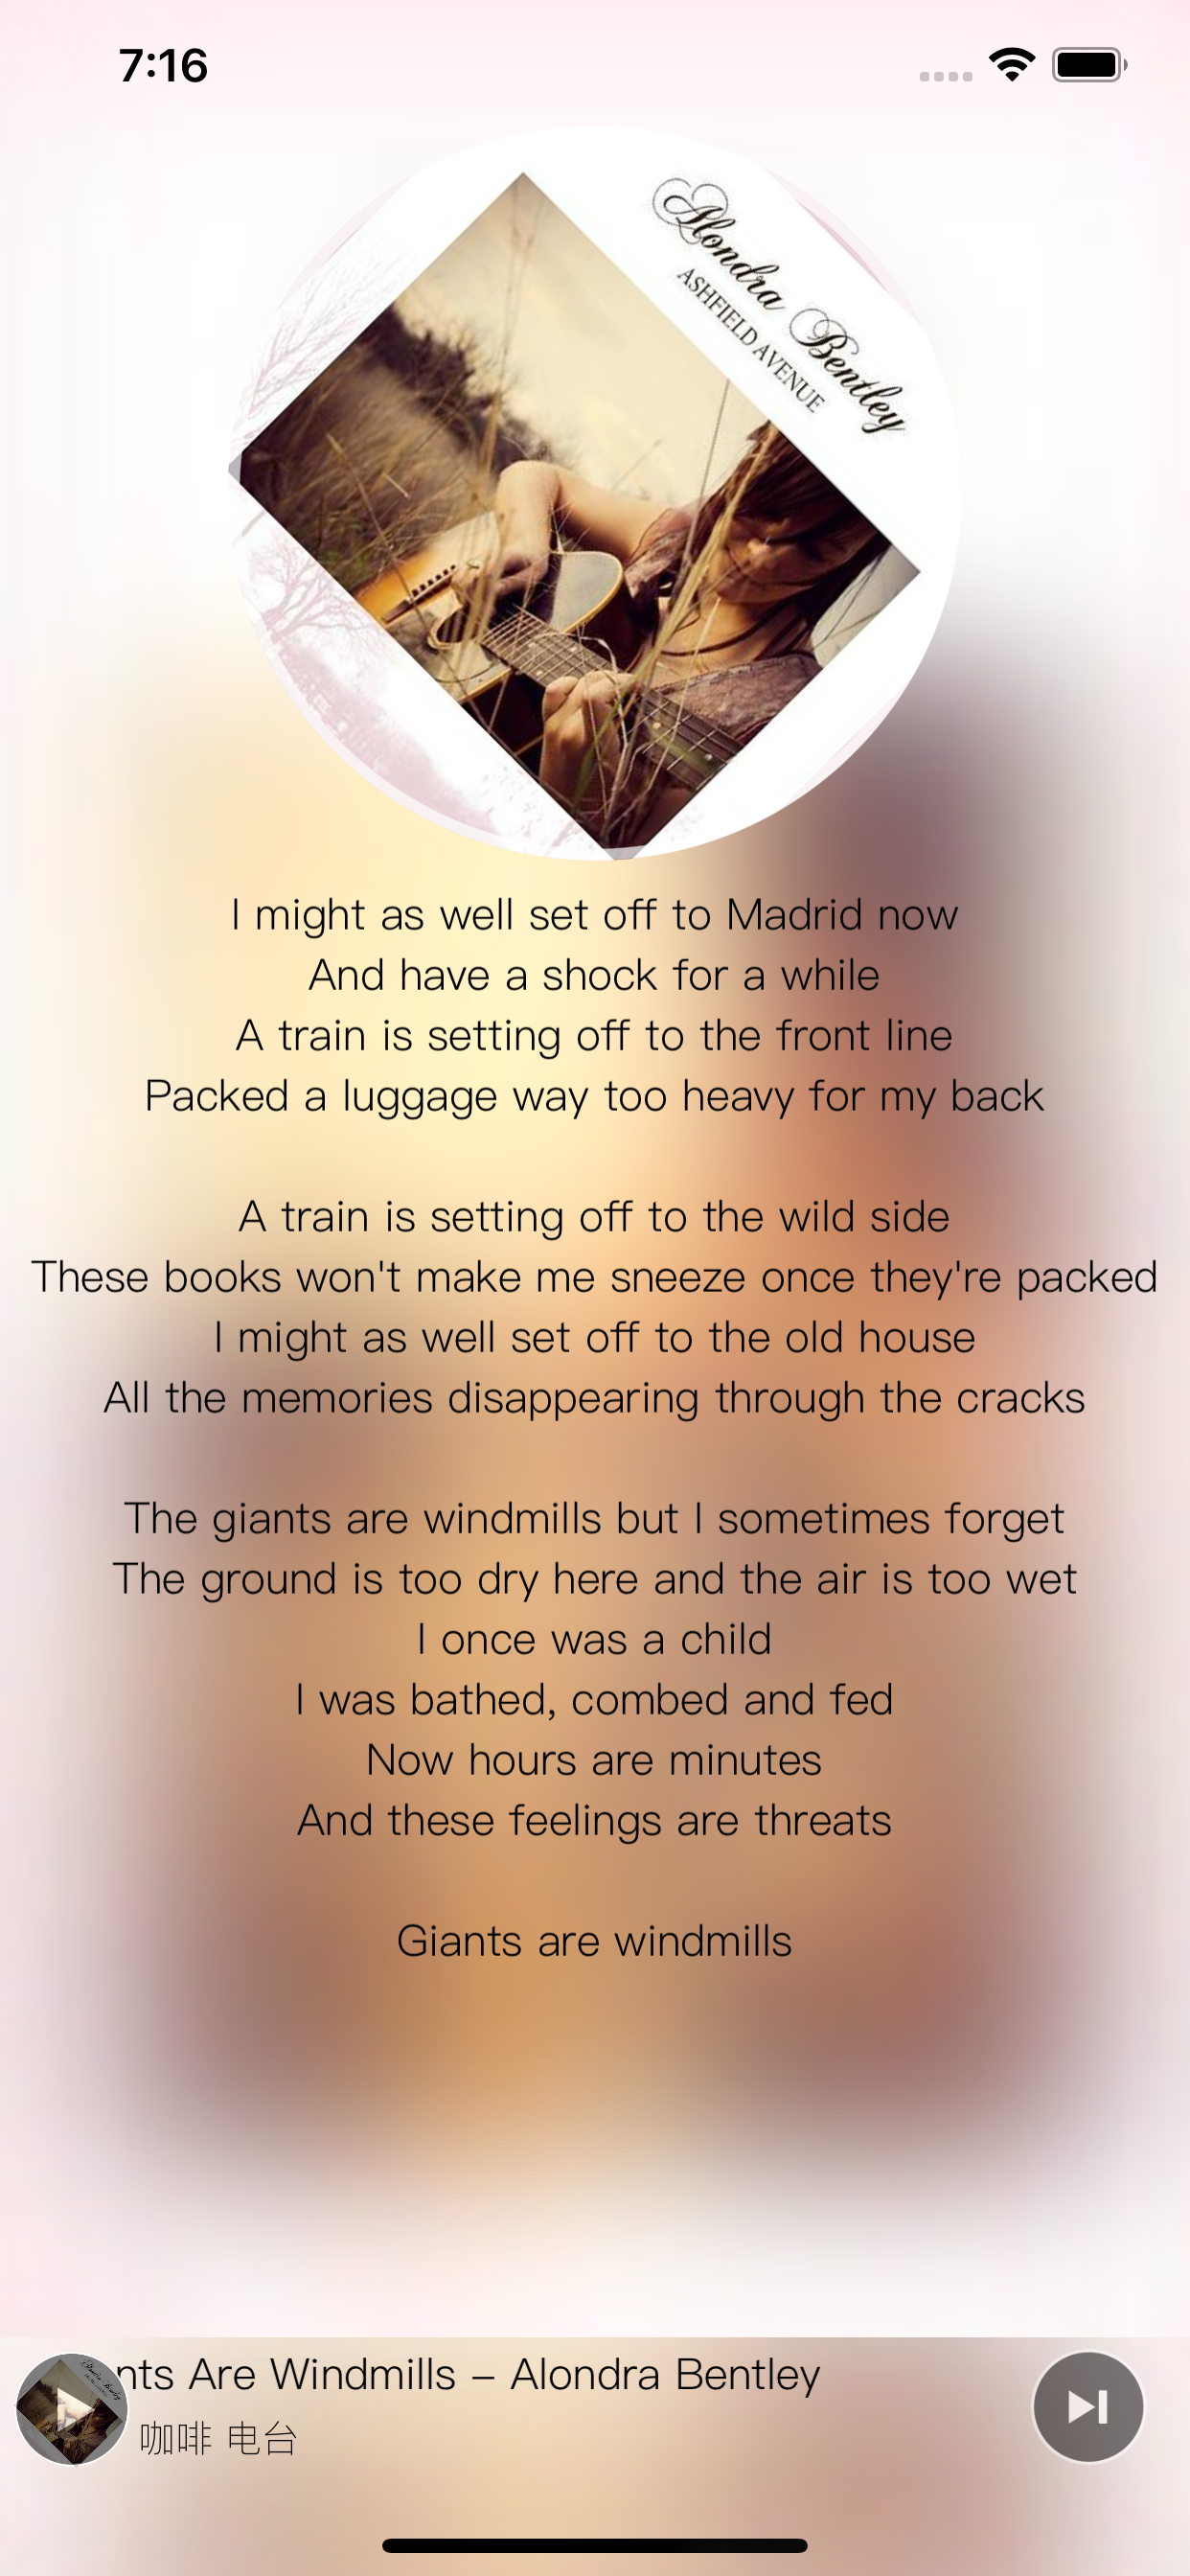 7:16
Alondra Bentley
ASHFIELD AVENUE
I might as well set off to Madrid now
And have a shock for a while
A train is setting off to the front line
Packed a luggage way too heavy for my back
A train is setting off to the wild side
These books won't make me sneeze once they're packed
I might as well set off to the old house
All the memories disappearing through the cracks
The giants are windmills but I sometimes forget
The ground is too dry here and the air is too wet
I once was a child
I was bathed, combed and fed
Now hours are minutes
And these feelings are threats
Giants are windmills
nts Are Windmills – Alondra Bentley
咖啡 电台